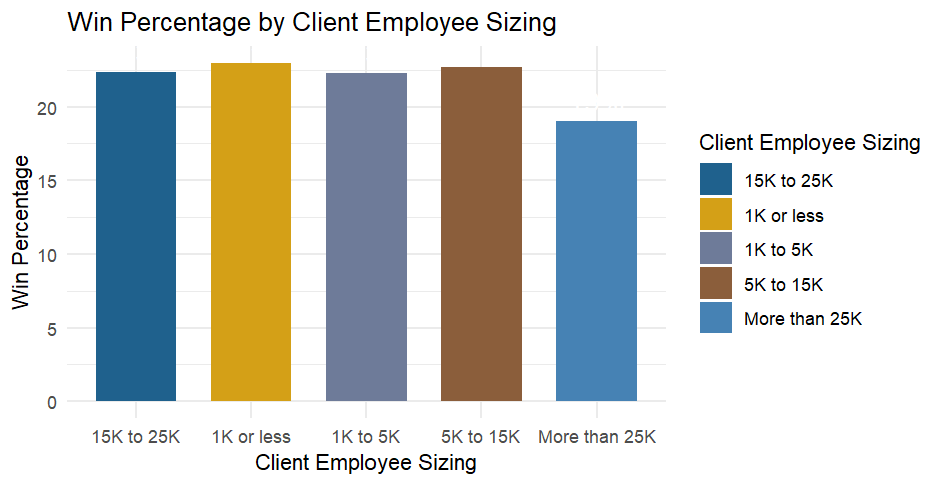 Win Percentage by Client Employee Sizing
Win Percentage
20
15
10
5
0
15K to 25K
1K or less
1K to 5K
5K to 15K
More than 25K
Client Employee Sizing
Client Employee Sizing
15K to 25K
1K or less
1K to 5K
5K to 15K
More than 25K